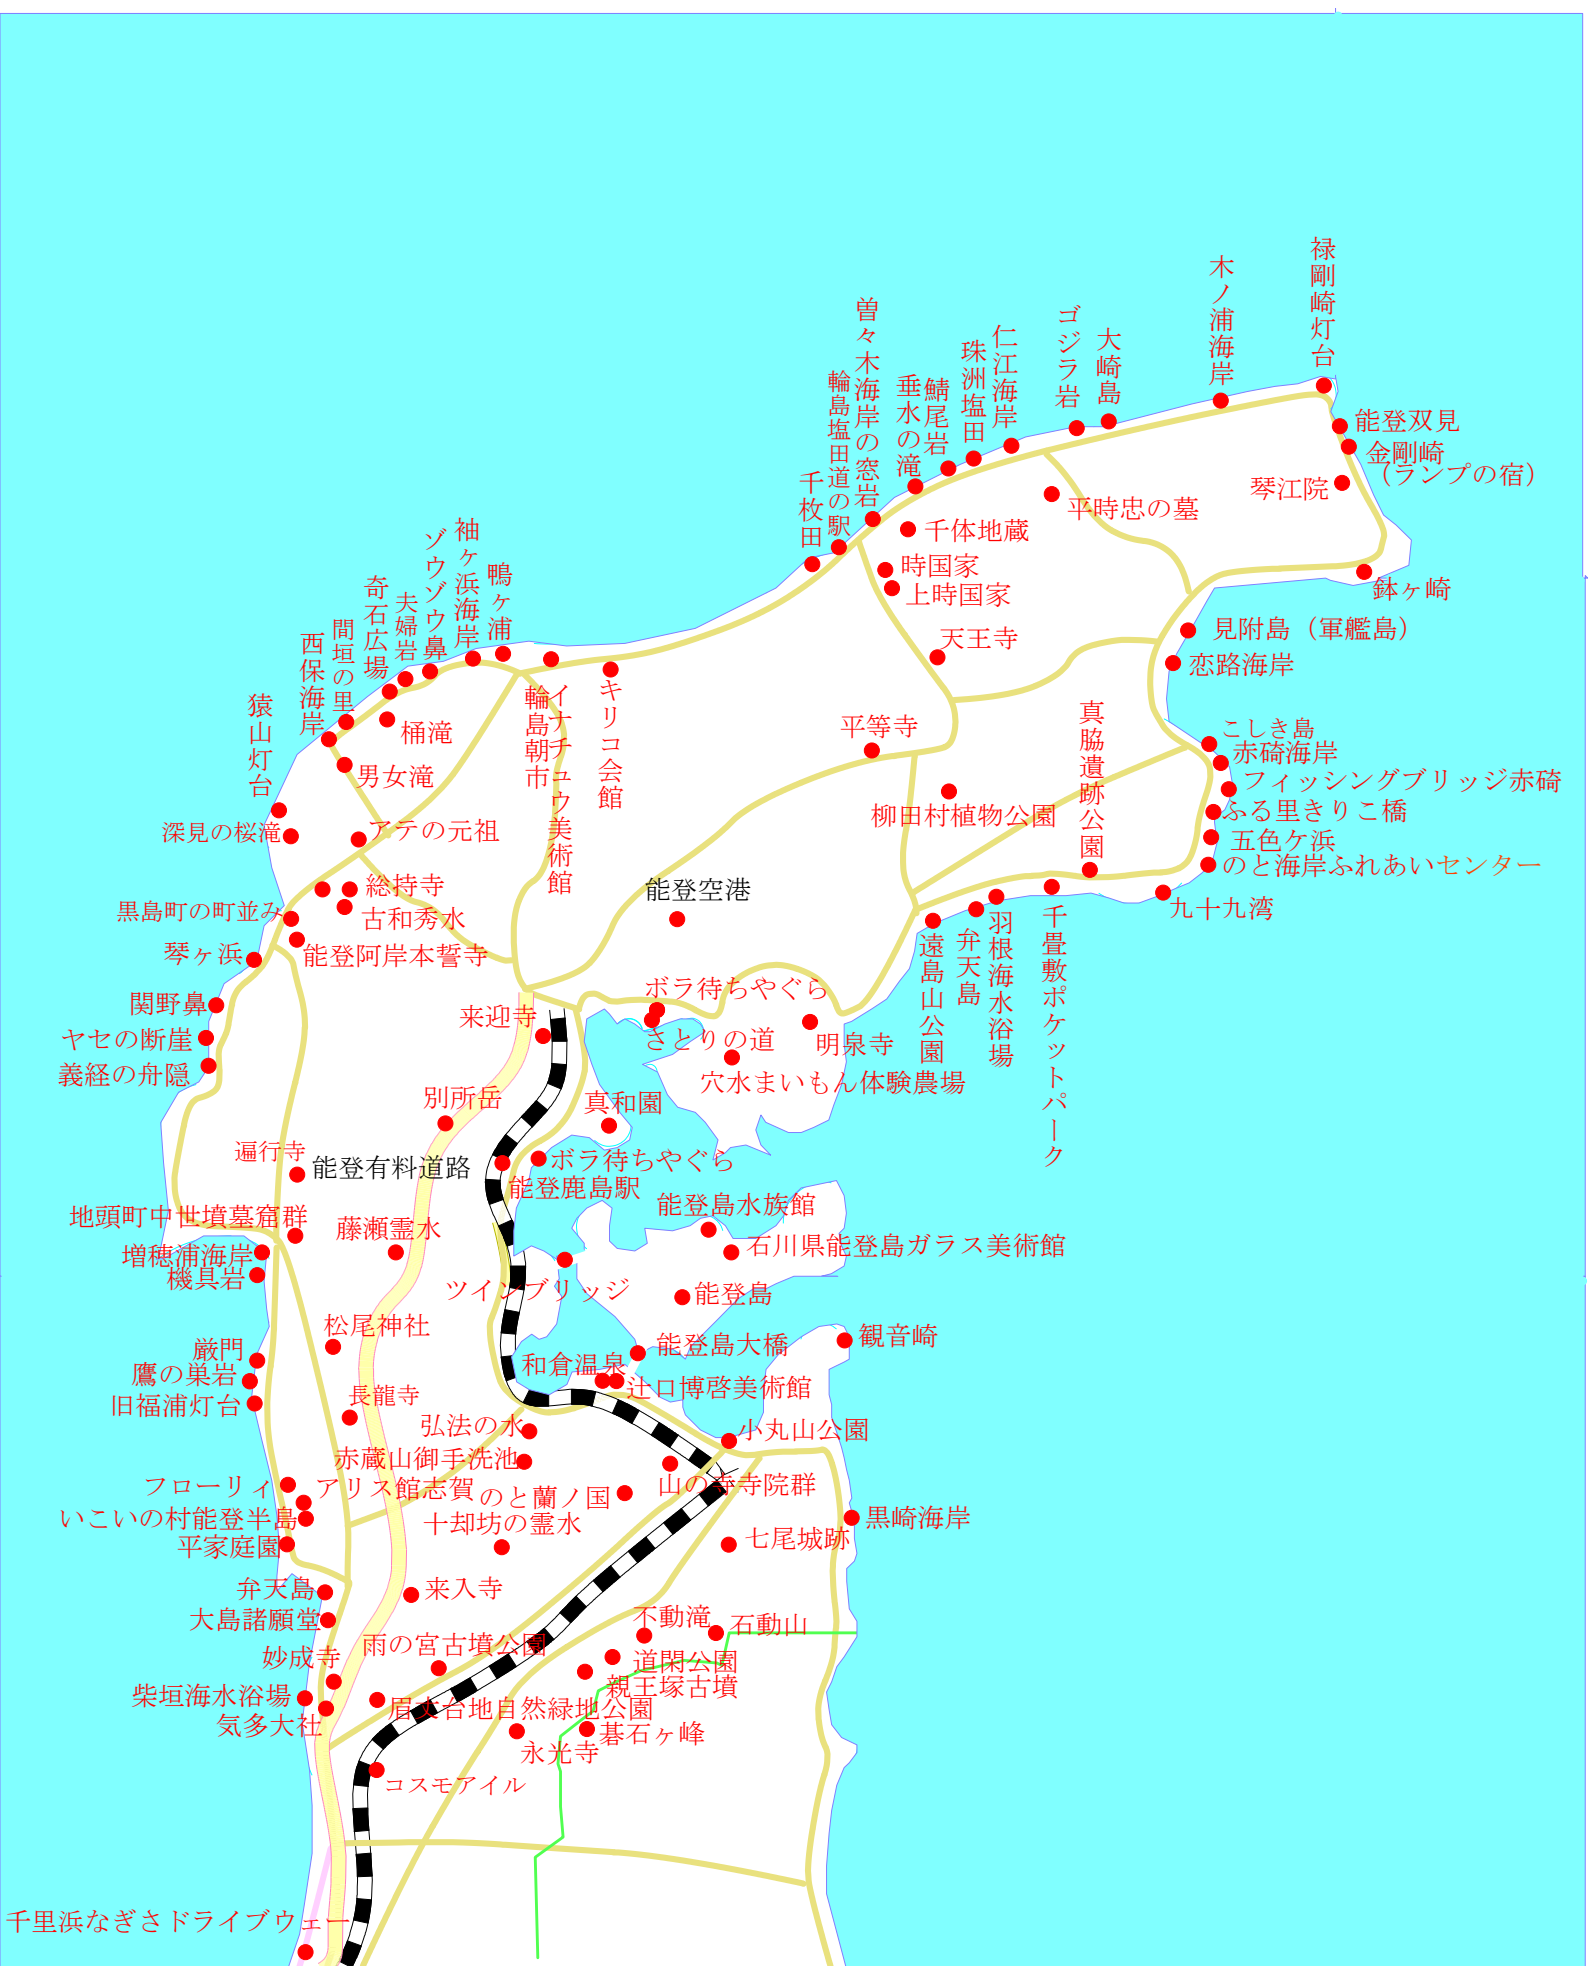 禄剛崎灯台
木ノ浦海岸
大崎島
ゴジラ岩
仁江海岸
珠洲塩田
鯖尾岩
垂水の滝
曽々木海岸の窓岩
輪島塩田道の駅
千枚田
能登双見
金剛崎
（ランプの宿）
琴江院
平時忠の墓
千体地蔵
時国家
上時国家
天王寺
鉢ヶ崎
見附島（軍艦島）
恋路海岸
鴨ヶ浦
袖ヶ浜海岸
ゾウゾウ鼻
夫婦岩
奇石広場
間垣の里
西保海岸
猿山灯台
桶滝
男女滝
輪島朝市
イナチュウ美術館
キリコ会館
平等寺
真脇遺跡公園
こしき島
赤碕海岸
フィッシングブリッジ赤碕
ふる里きりこ橋
五色ケ浜
のと海岸ふれあいセンター
柳田村植物公園
深見の桜滝
アテの元祖
総持寺
古和秀水
黒島町の町並み
能登阿岸本誓寺
琴ヶ浜
能登空港
九十九湾
千畳敷ポケットパーク
羽根海水浴場
弁天島
遠島山公園
関野鼻
ヤセの断崖
義経の舟隠
来迎寺
ボラ待ちやぐら
さとりの道
明泉寺
穴水まいもん体験農場
別所岳
真和園
遍行寺
能登有料道路
ボラ待ちやぐら
能登鹿島駅
地頭町中世墳墓窟群
藤瀬霊水
能登島水族館
石川県能登島ガラス美術館
増穂浦海岸
機具岩
ツインブリッジ
能登島
松尾神社
能登島大橋
観音崎
厳門
鷹の巣岩
旧福浦灯台
和倉温泉
辻口博啓美術館
長龍寺
弘法の水
小丸山公園
赤蔵山御手洗池
フローリィ
アリス館志賀
のと蘭ノ国
山の寺寺院群
いこいの村能登半島
十却坊の霊水
黒崎海岸
平家庭園
七尾城跡
弁天島
来入寺
大島諸願堂
不動滝
石動山
妙成寺
雨の宮古墳公園
道閑公園
親王塚古墳
柴垣海水浴場
眉丈台地自然緑地公園
気多大社
碁石ヶ峰
永光寺
コスモアイル
千里浜なぎさドライブウェー